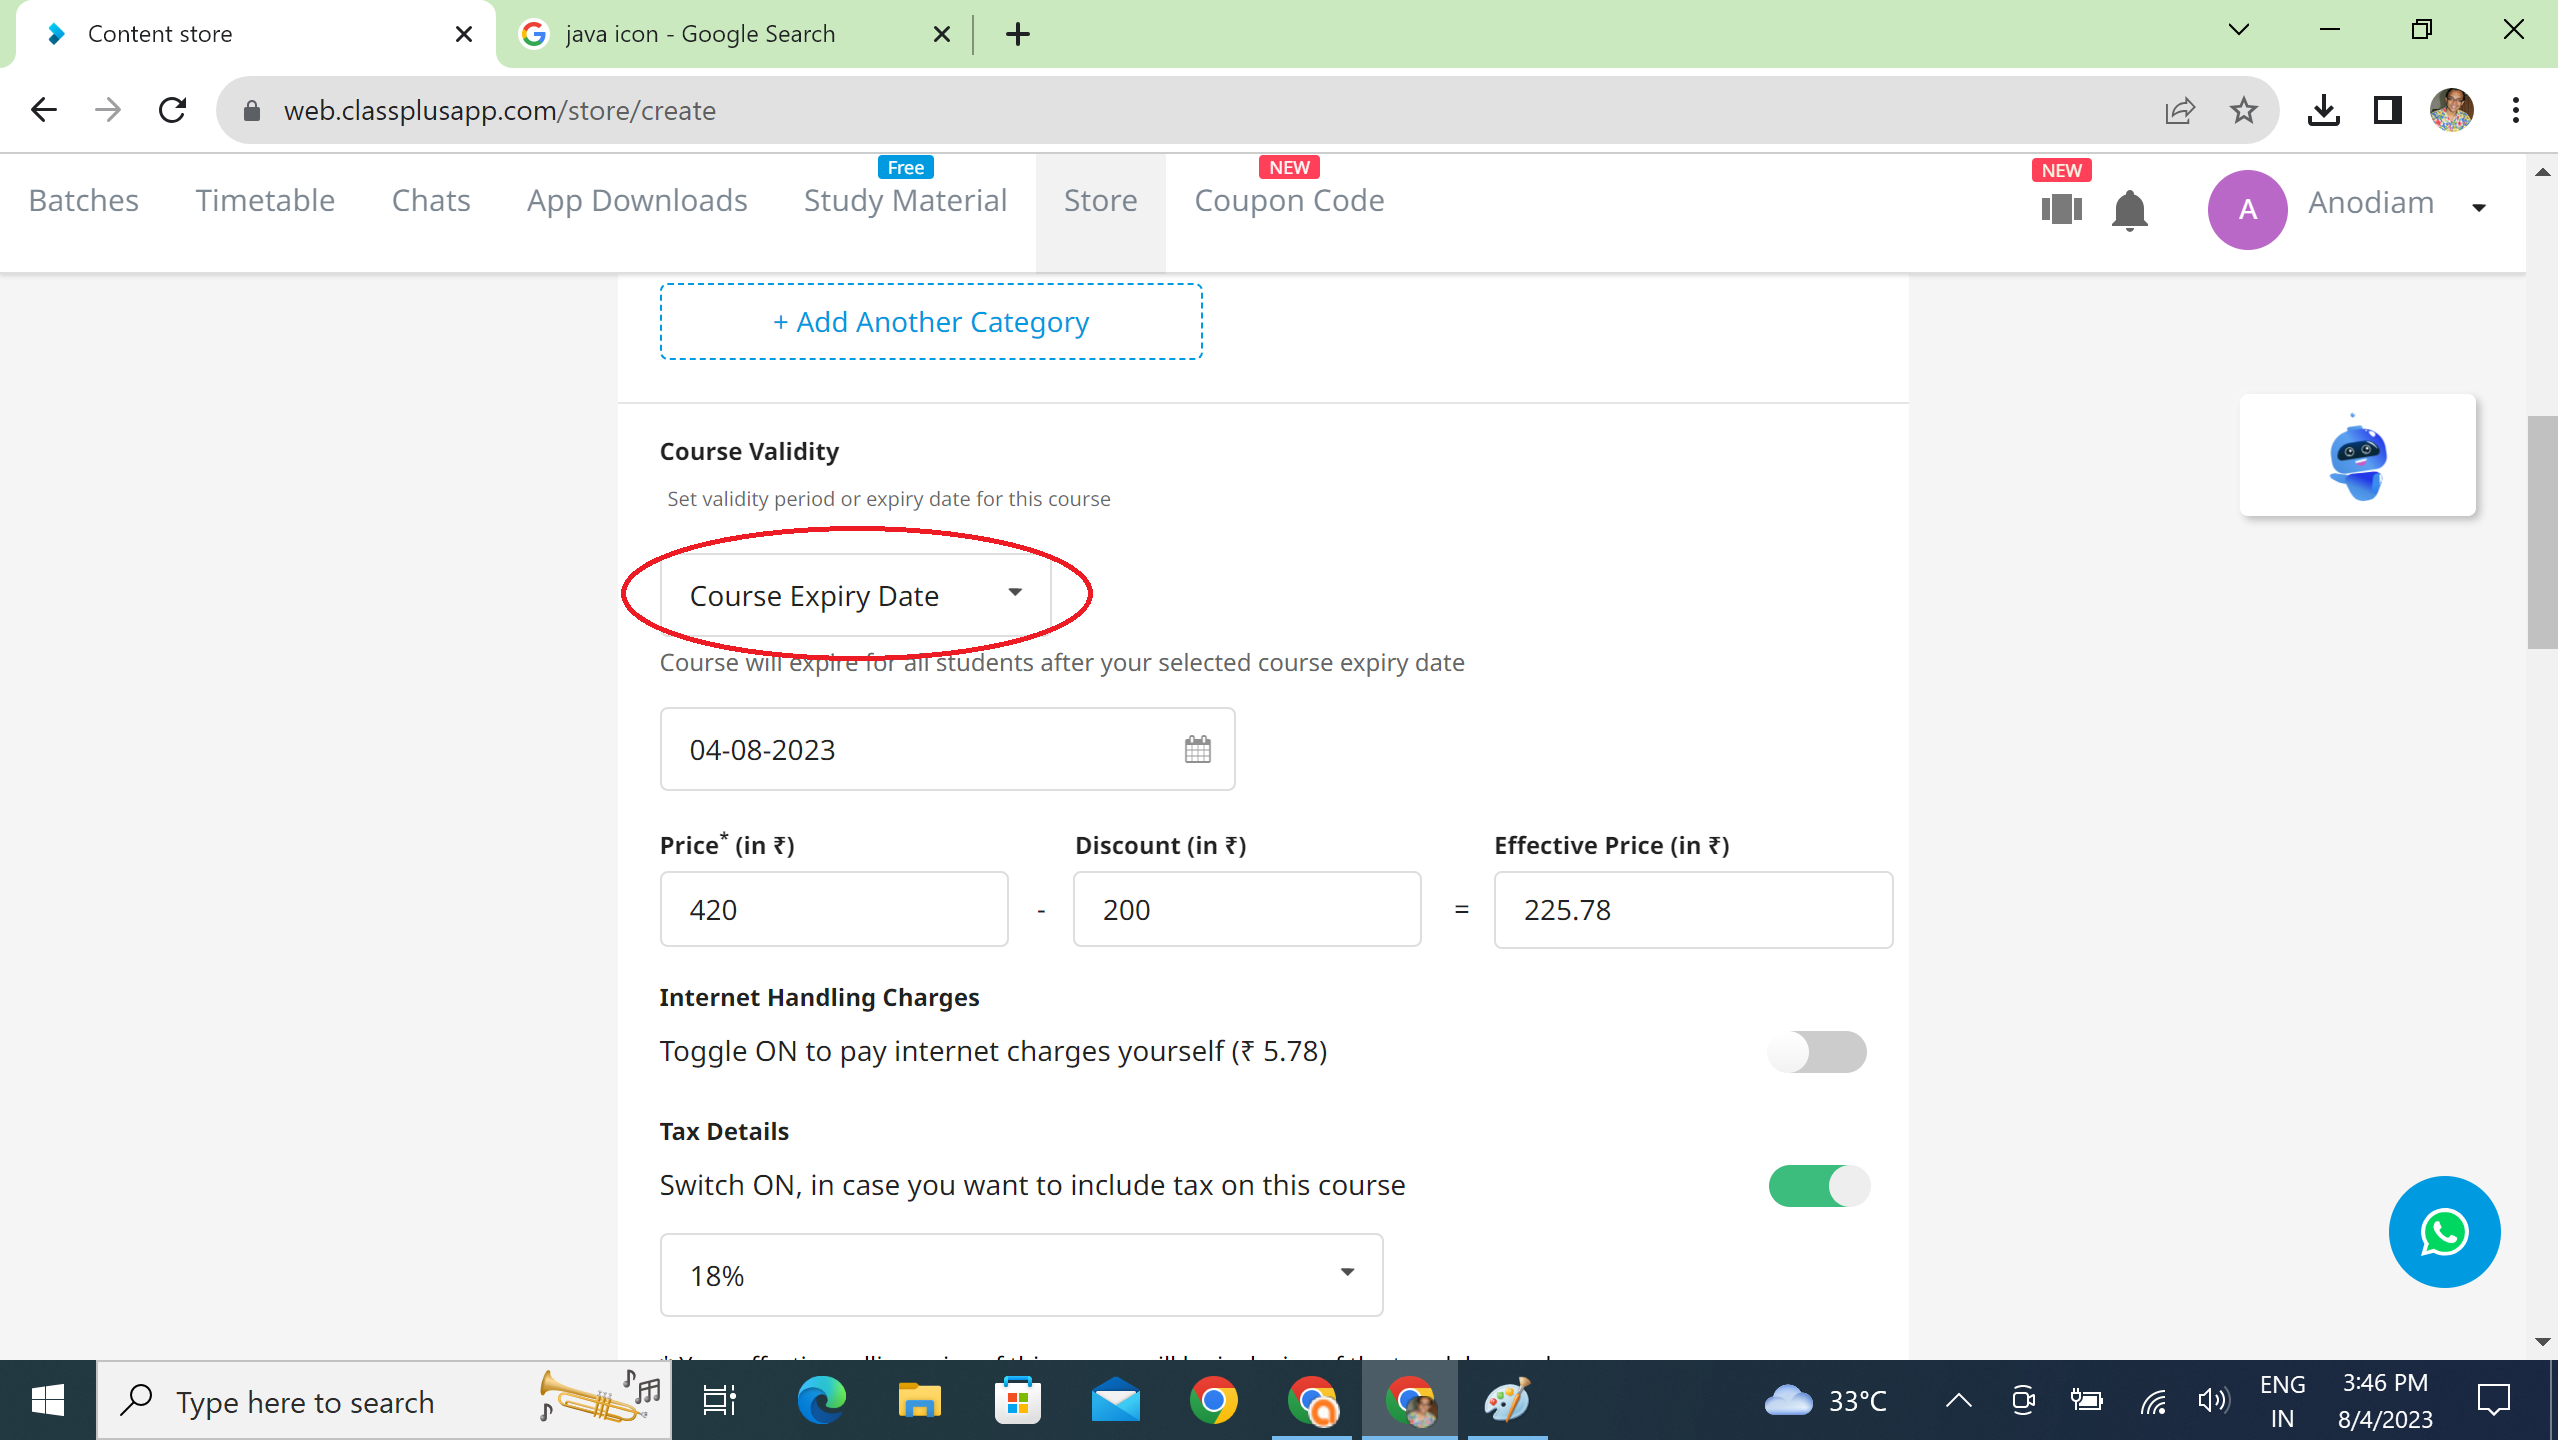 Content store
java icon - Google Search
web.classplusapp.com/store/create
Free
NEW
NEW
Batches
Timetable
Chats
App Downloads
Study Material
Store
Coupon Code
A
Anodiam
+ Add Another Category
Course Validity
Set validity period or expiry date for this course
Course Expiry Date
Course will expire for all students after your selected course expiry date
04-08-2023
Price* (in ₹)
Discount (in ₹)
Effective Price (in ₹)
420
-
200
=
225.78
Internet Handling Charges
Toggle ON to pay internet charges yourself (₹ 5.78)
Tax Details
Switch ON, in case you want to include tax on this course
18%
Type here to search
33°C
ENG
IN
3:46 PM
8/4/2023